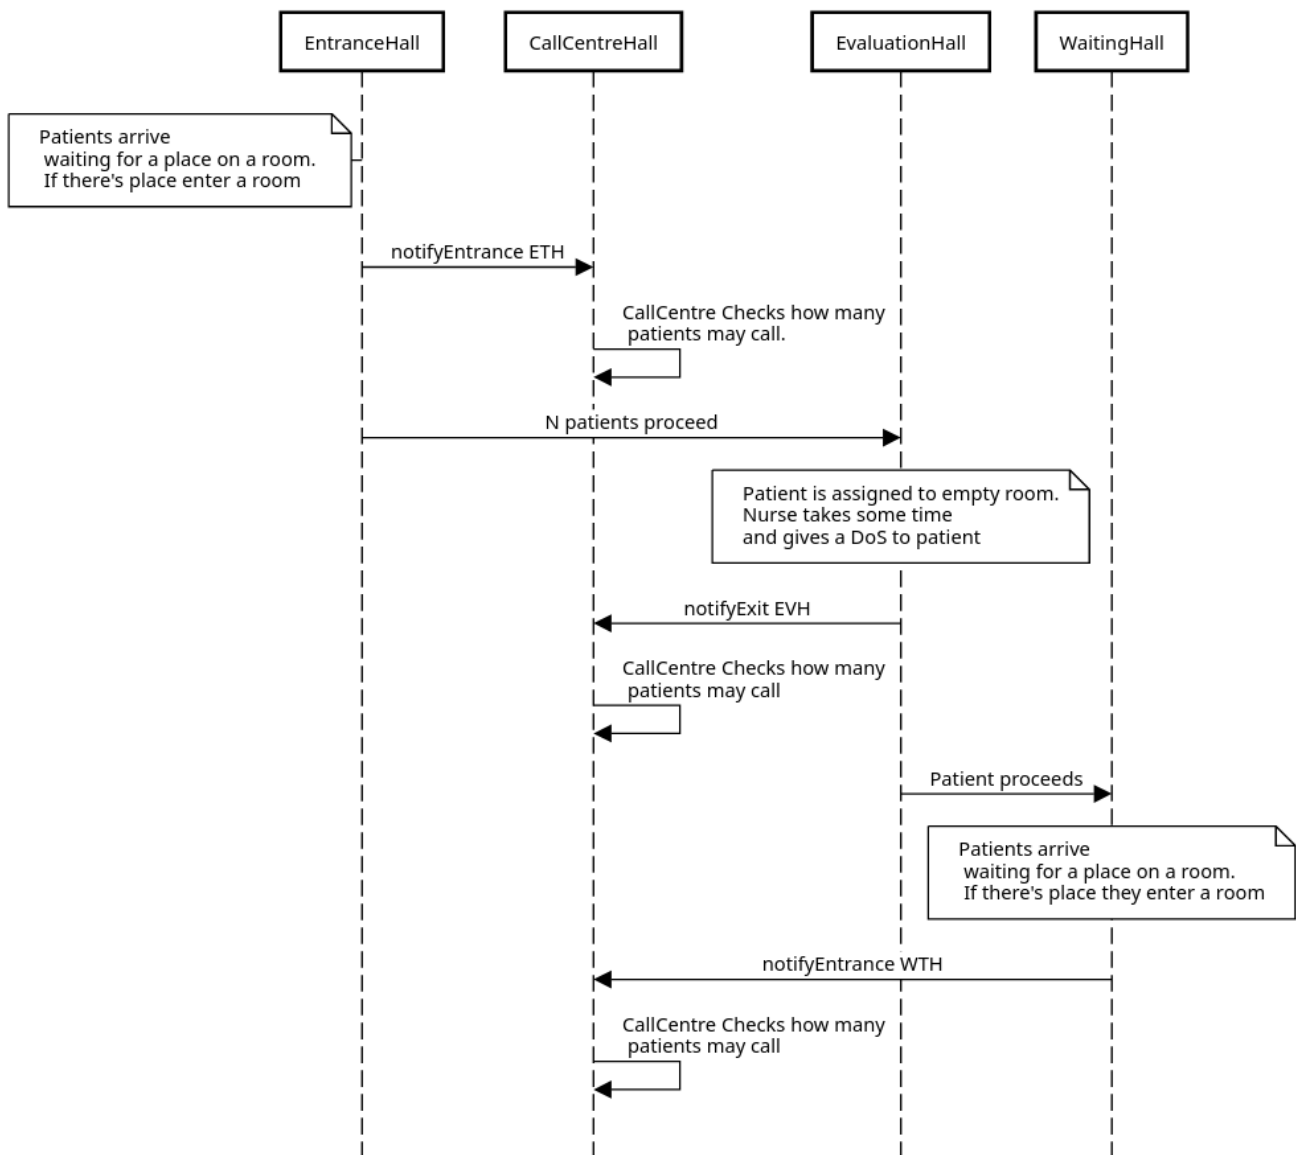 EntranceHall
CallCentreHall
EvaluationHall
WaitingHall
Patients arrive
waiting for a place on a room.
If there's place enter a room
notifyEntrance ETH
CallCentre Checks how many
patients may call.
N patients proceed
Patient is assigned to empty room.
Nurse takes some time
and gives a DoS to patient
notifyExit EVH
CallCentre Checks how many
patients may call
Patient proceeds
Patients arrive
waiting for a place on a room.
If there's place they enter a room
notifyEntrance WTH
CallCentre Checks how many
patients may call